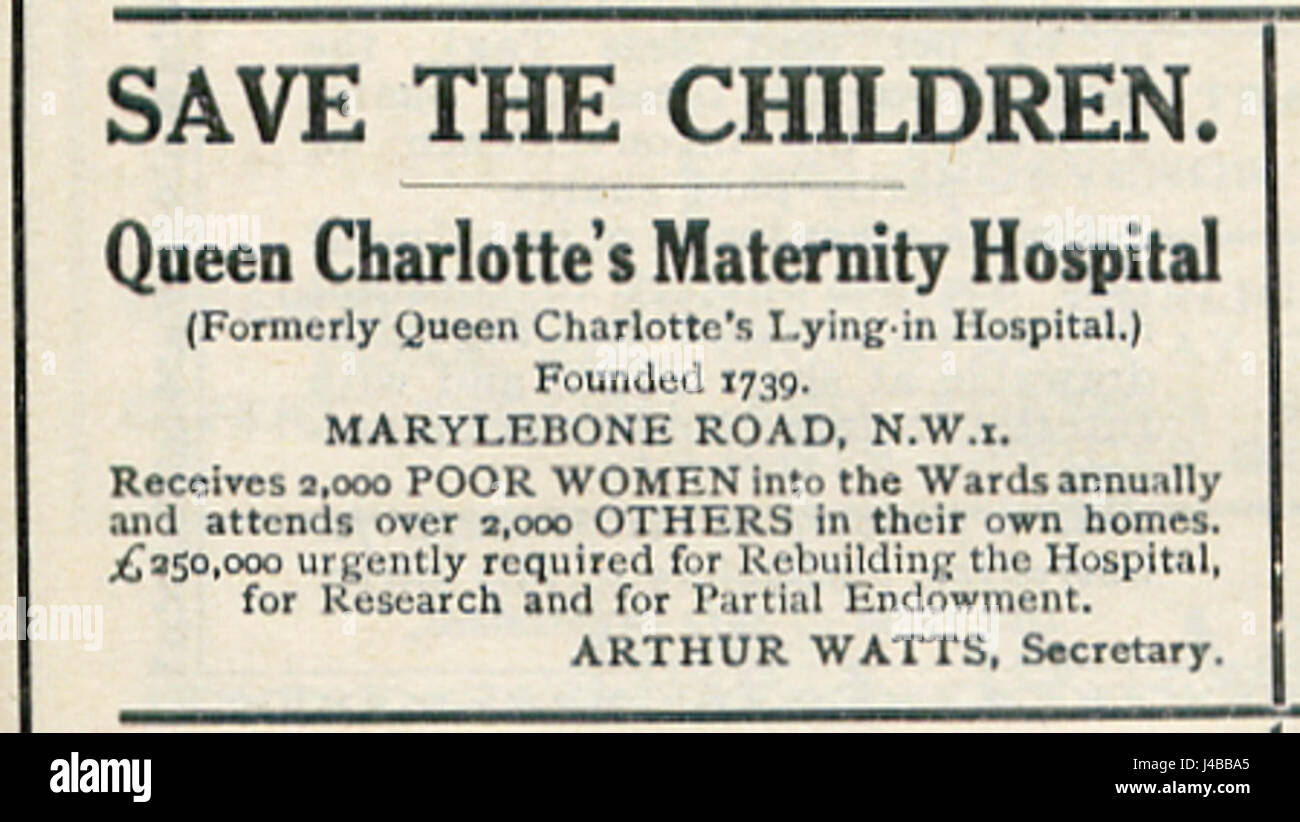 SAVE THE CHILDREN.
Queen Charlotte's Maternity Hospital
(Formerly Queen Charlotte's Lying-in Hospital.)
Founded 1739.
MARYLEBONE ROAD, N.W.1.
Receives 2,000 POOR WOMEN into the Wards annually
and attends over 2,000 OTHERS in their own homes.
£250,000 urgently required for Rebuilding the Hospital,
for Research and for Partial Endowment.
ARTHUR WATTS, Secretary.
alamy
Image ID: J4BBA5
www.alamy.com